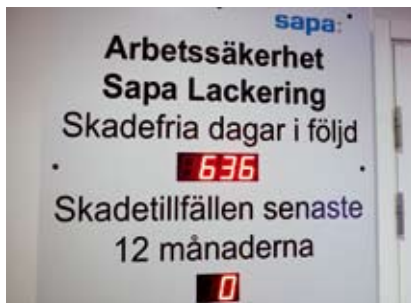 sapa:
Arbetssäkerhet
Sapa Lackering
Skadefria dagar i följd
636
Skadetillfällen senaste
12 månaderna
0